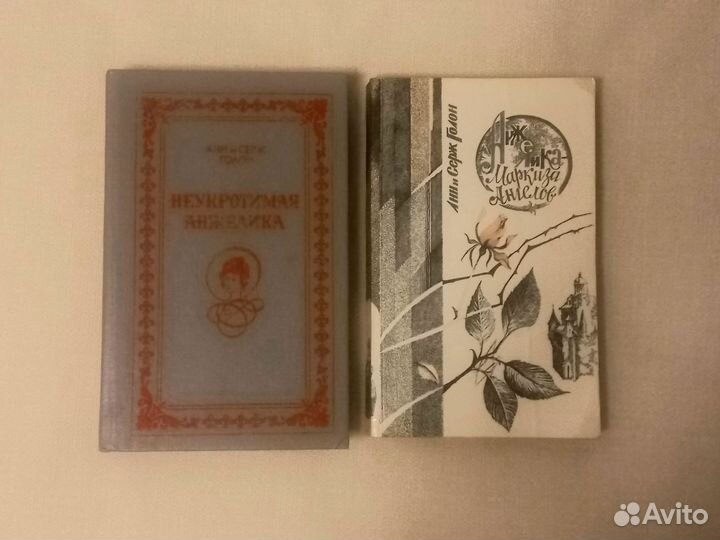 АНН и СЕРЖ
ГОЛОН
НЕУКРОТИМАЯ
АНЖЕЛИКА
Анн и Серж Голон
Анжелика-
Маркиза
Ангелов
Avito